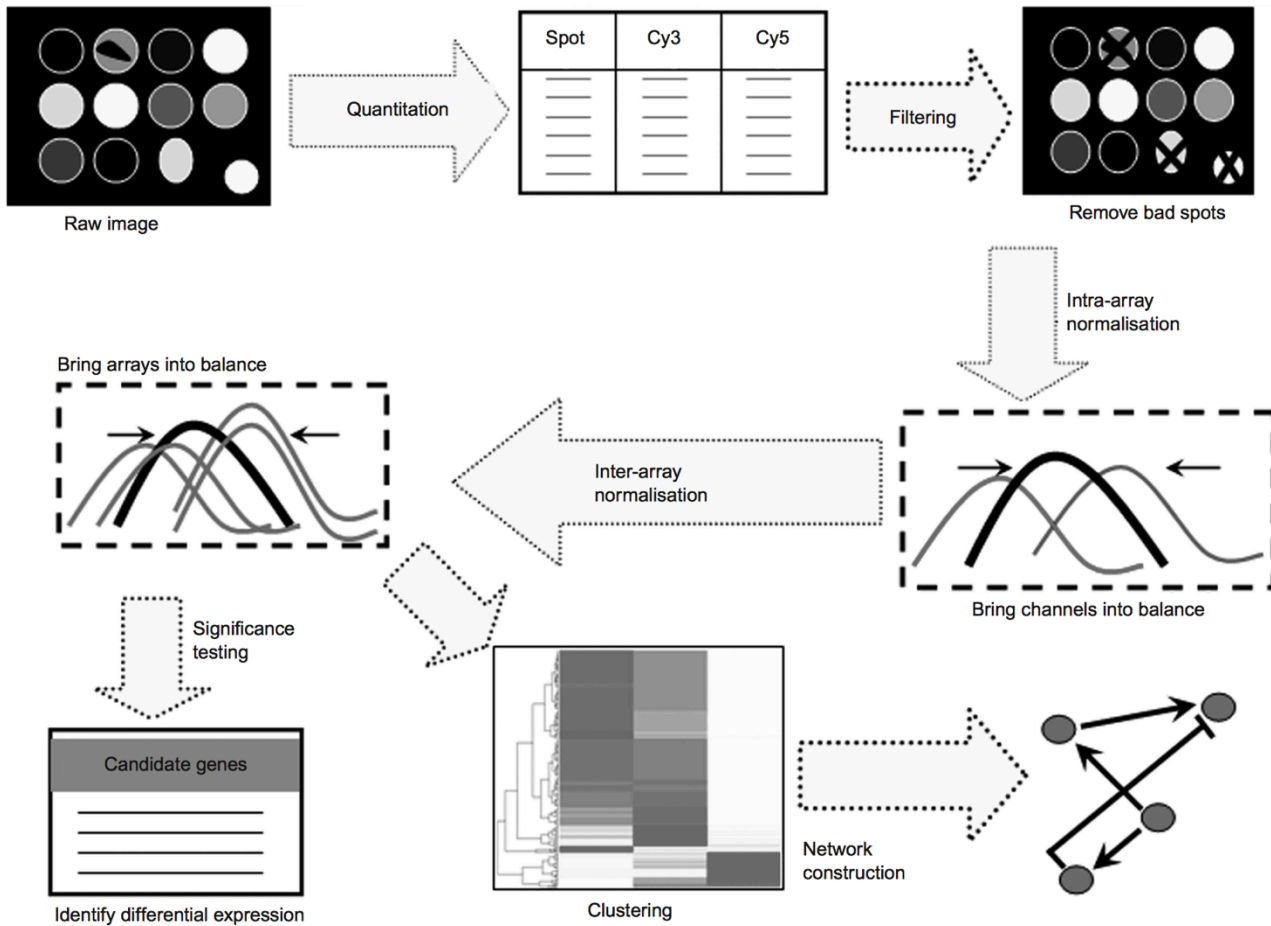 Spot Cy3 Cy5
Quantitation
Filtering
Raw image
Remove bad spots
Intra-array
normalisation
Bring arrays into balance
Inter-array
normalisation
Bring channels into balance
Significance
testing
Candidate genes
Network
construction
Identify differential expression
Clustering